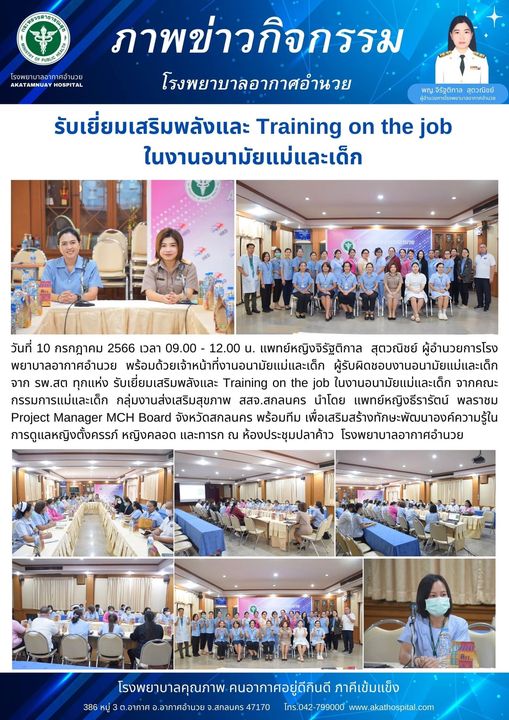 ภาพข่าวกิจกรรม
โรงพยาบาลอากาศอำนวย
กระทรวงสาธารณสุข
MINISTRY OF PUBLIC HEALTH
โรงพยาบาลอากาศอำนวย
AKATAMNUAY HOSPITAL
พญ.จิรัฐติกาล สุตวณิชย์
ผู้อำนวยการโรงพยาบาลอากาศอำนวย
รับเยี่ยมเสริมพลังและ Training on the job
ในงานอนามัยแม่และเด็ก
วันที่ 10 กรกฎาคม 2566 เวลา 09.00 - 12.00 น. แพทย์หญิงจิรัฐติกาล สุตวณิชย์ ผู้อำนวยการโรง
พยาบาลอากาศอำนวย พร้อมด้วยเจ้าหน้าที่งานอนามัยแม่และเด็ก ผู้รับผิดชอบงานอนามัยแม่และเด็ก
จาก รพ.สต ทุกแห่ง รับเยี่ยมเสริมพลังและ Training on the job ในงานอนามัยแม่และเด็ก จากคณะ
กรรมการแม่และเด็ก กลุ่มงานส่งเสริมสุขภาพ สสจ.สกลนคร นำโดย แพทย์หญิงธีรารัตน์ พลราชม
Project Manager MCH Board จังหวัดสกลนคร พร้อมทีม เพื่อเสริมสร้างทักษะพัฒนาองค์ความรู้ใน
การดูแลหญิงตั้งครรภ์ หญิงคลอด และทารก ณ ห้องประชุมปลาค้าว โรงพยาบาลอากาศอำนวย
โรงพยาบาลคุณภาพ คนอากาศอยู่ดีกินดี ภาคีเข้มแข็ง
386 หมู่ 3 ต.อากาศ อ.อากาศอำนวย จ.สกลนคร 47170 โทร.042-799000 www.akathospital.com